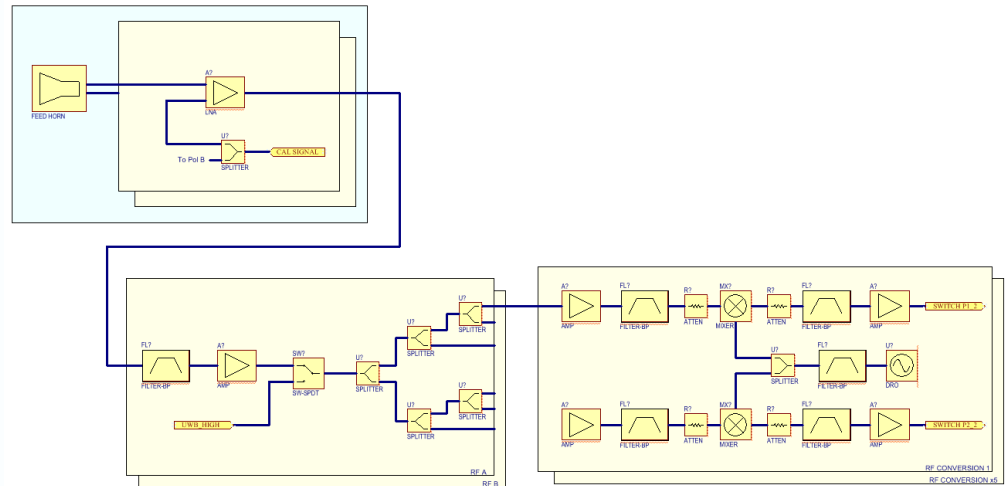 A?
FEED HORN
LNA
U?
CAL SIGNAL
To Pol B
SPLITTER
FL?
FILTER-BP
A?
AMP
SW?
SW-SPDT
UWB_HIGH
U?
SPLITTER
U?
SPLITTER
U?
SPLITTER
U?
SPLITTER
U?
SPLITTER
RF A
RF B
A?
AMP
FL?
FILTER-BP
R?
ATTEN
MX?
MIXER
R?
ATTEN
FL?
FILTER-BP
A?
AMP
SWITCH P1_2
U?
SPLITTER
FL?
FILTER-BP
U?
DRO
A?
AMP
FL?
FILTER-BP
R?
ATTEN
MX?
MIXER
R?
ATTEN
FL?
FILTER-BP
A?
AMP
SWITCH P2_2
RF CONVERSION 1
RF CONVERSION x5